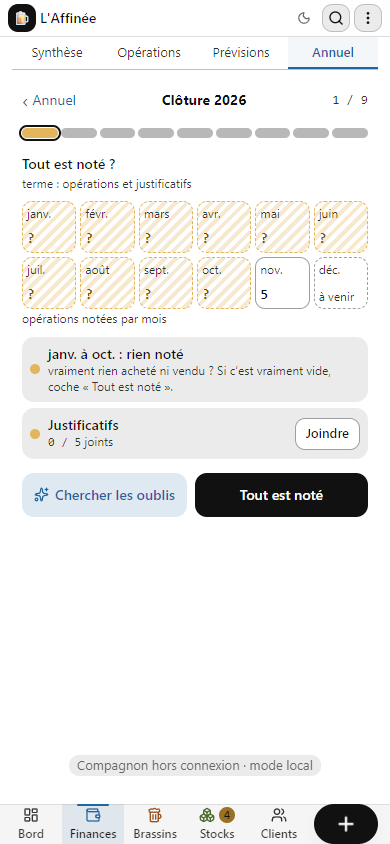 L'Affinée
Synthèse Opérations Prévisions Annuel
‹ Annuel Clôture 2026 1 / 9
Tout est noté ?
terme : opérations et justificatifs
janv. févr. mars avr. mai juin
? ? ? ? ? ?
juil. août sept. oct. nov. déc.
? ? ? ? 5 à venir
opérations notées par mois
janv. à oct. : rien noté
vraiment rien acheté ni vendu ? Si c'est vraiment vide,
coche « Tout est noté ».
Justificatifs
0 / 5 joints
Joindre
Chercher les oublis Tout est noté
Compagnon hors connexion · mode local
4
Bord Finances Brassins Stocks Clients